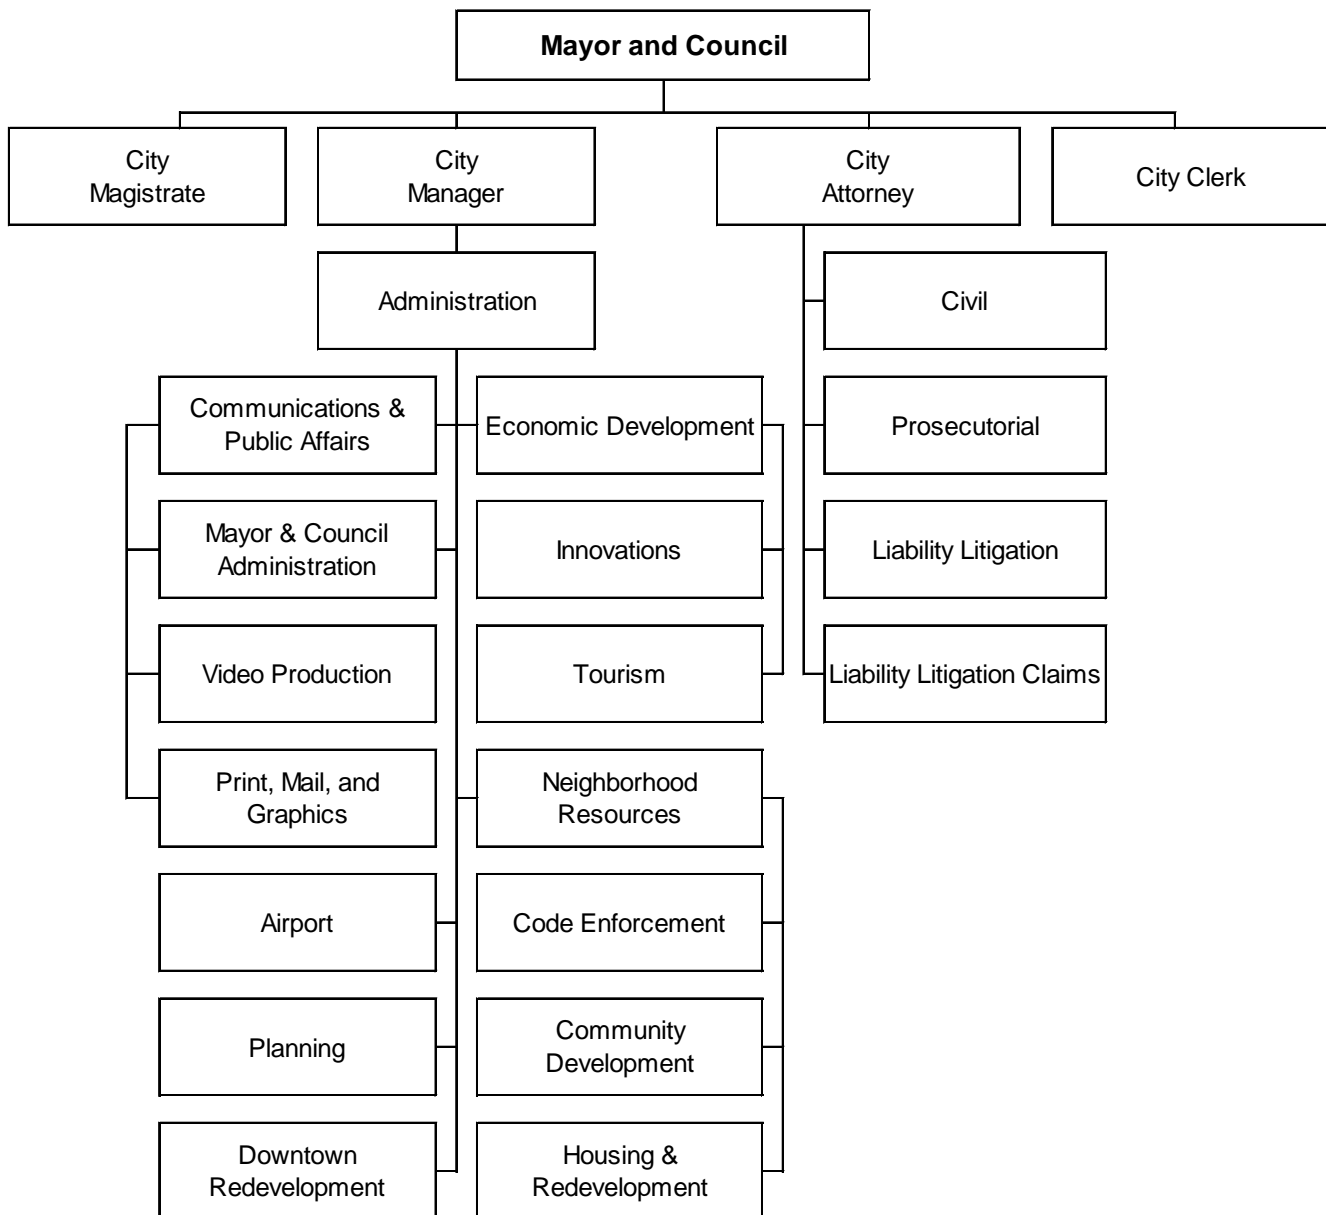 Mayor and Council
City
Magistrate
City
Manager
City
Attorney
City Clerk
Administration
Civil
Communications &
Public Affairs
Economic Development
Prosecutorial
Mayor & Council
Administration
Innovations
Liability Litigation
Video Production
Tourism
Liability Litigation Claims
Print, Mail, and
Graphics
Neighborhood
Resources
Airport
Code Enforcement
Planning
Community
Development
Downtown
Redevelopment
Housing &
Redevelopment